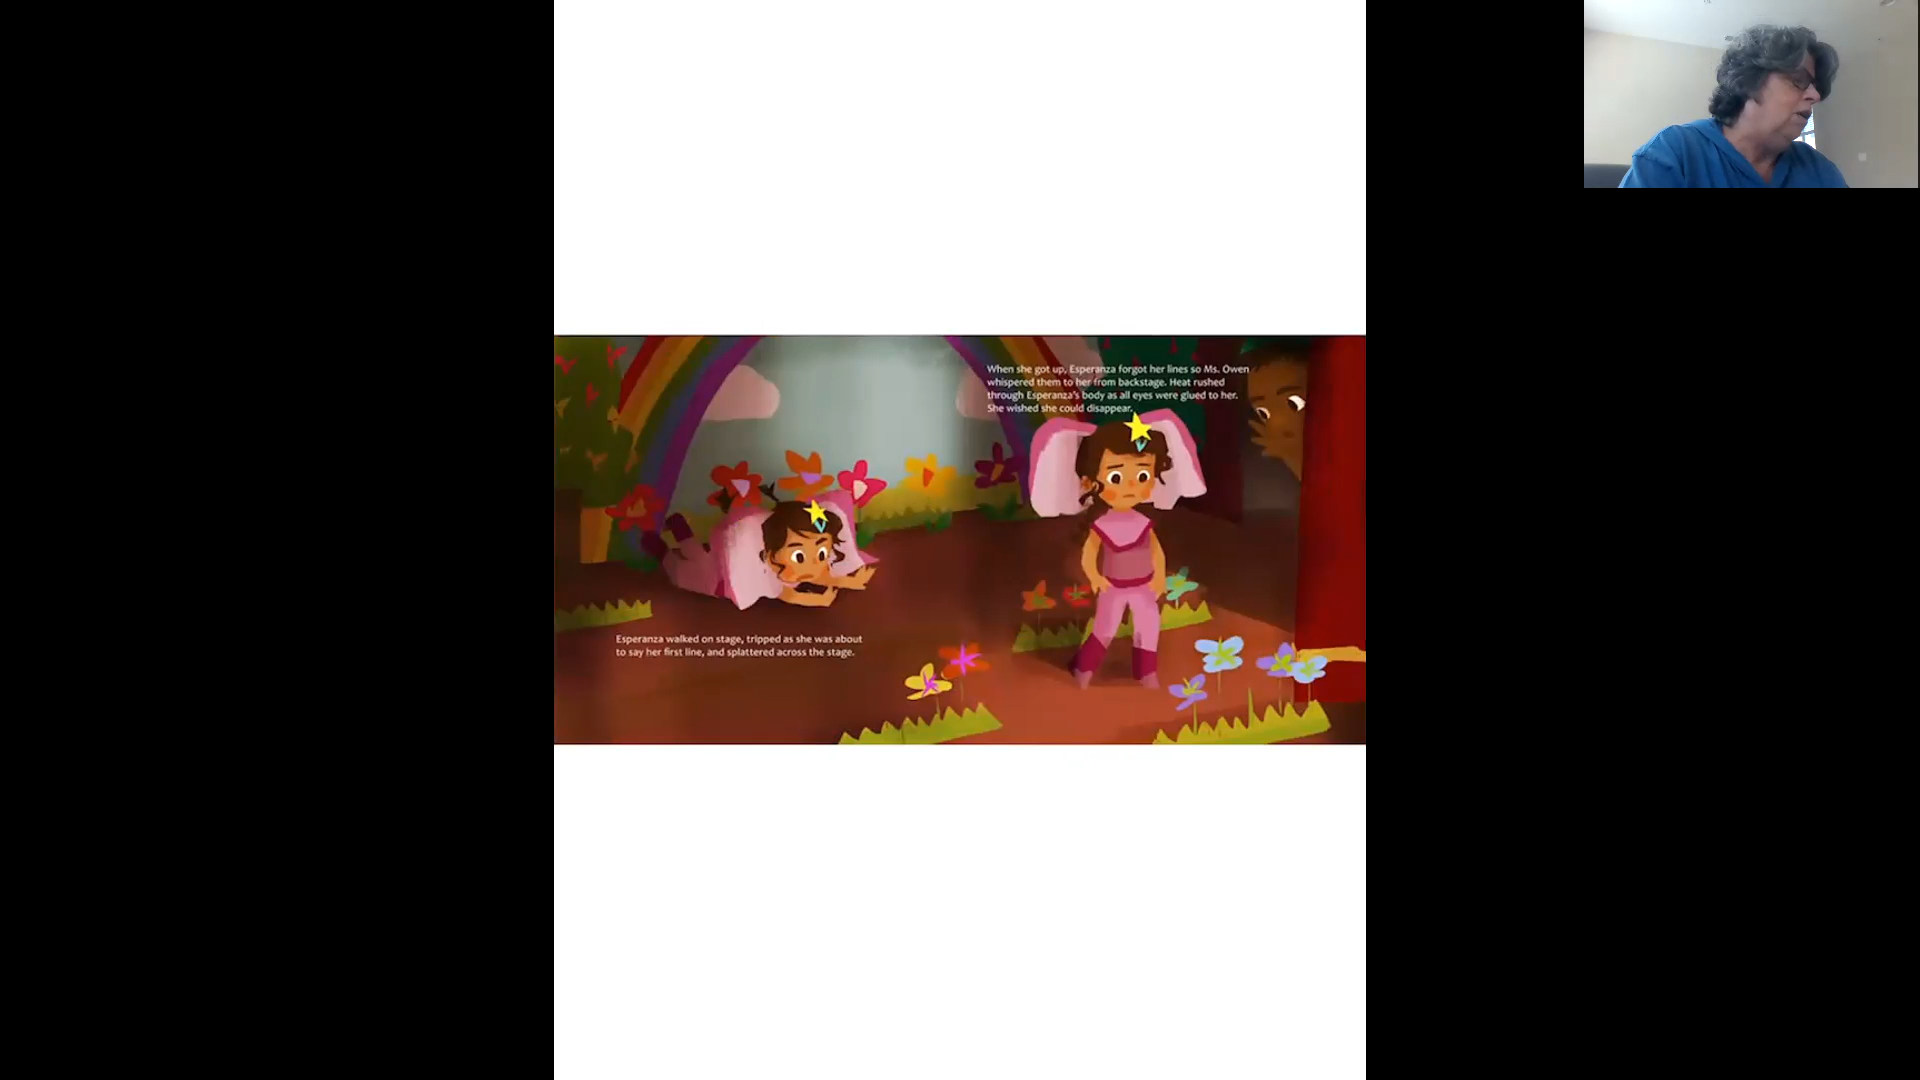 Esperanza walked on stage, tripped as she was about
to say her first line, and splattered across the stage.
When she got up, Esperanza forgot her lines so Ms. Owen
whispered them to her from backstage. Heat rushed
through Esperanza's body as all eyes were glued to her.
She wished she could disappear.